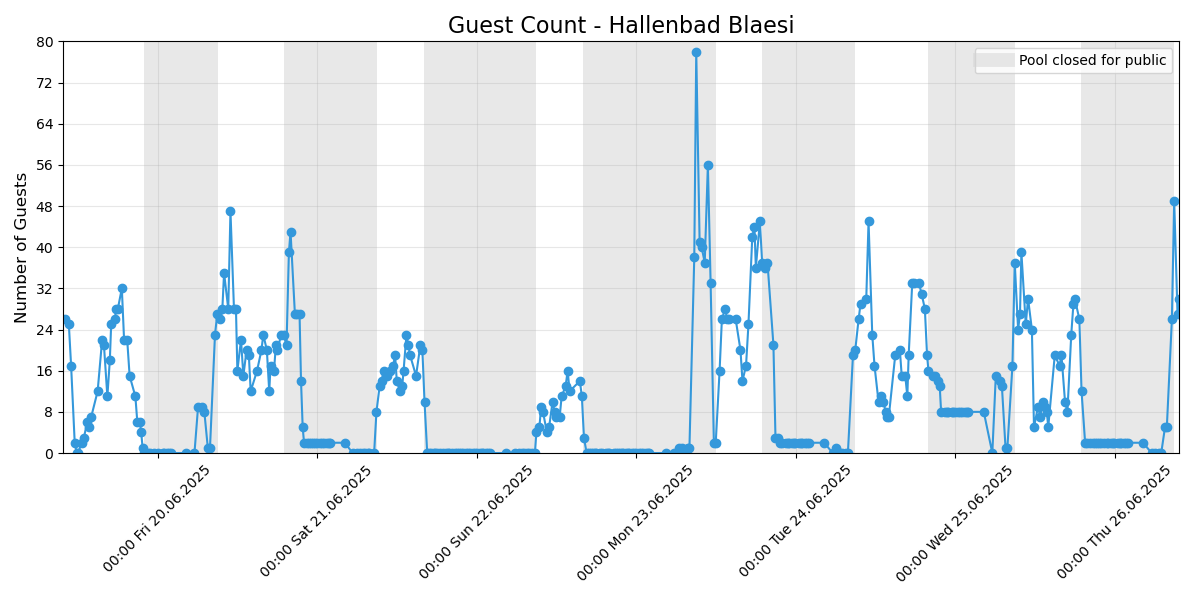 Guest Count - Hallenbad Blaesi
Pool closed for public
Number of Guests
80
72
64
56
48
40
32
24
16
8
0
00:00 Fri 20.06.2025
00:00 Sat 21.06.2025
00:00 Sun 22.06.2025
00:00 Mon 23.06.2025
00:00 Tue 24.06.2025
00:00 Wed 25.06.2025
00:00 Thu 26.06.2025